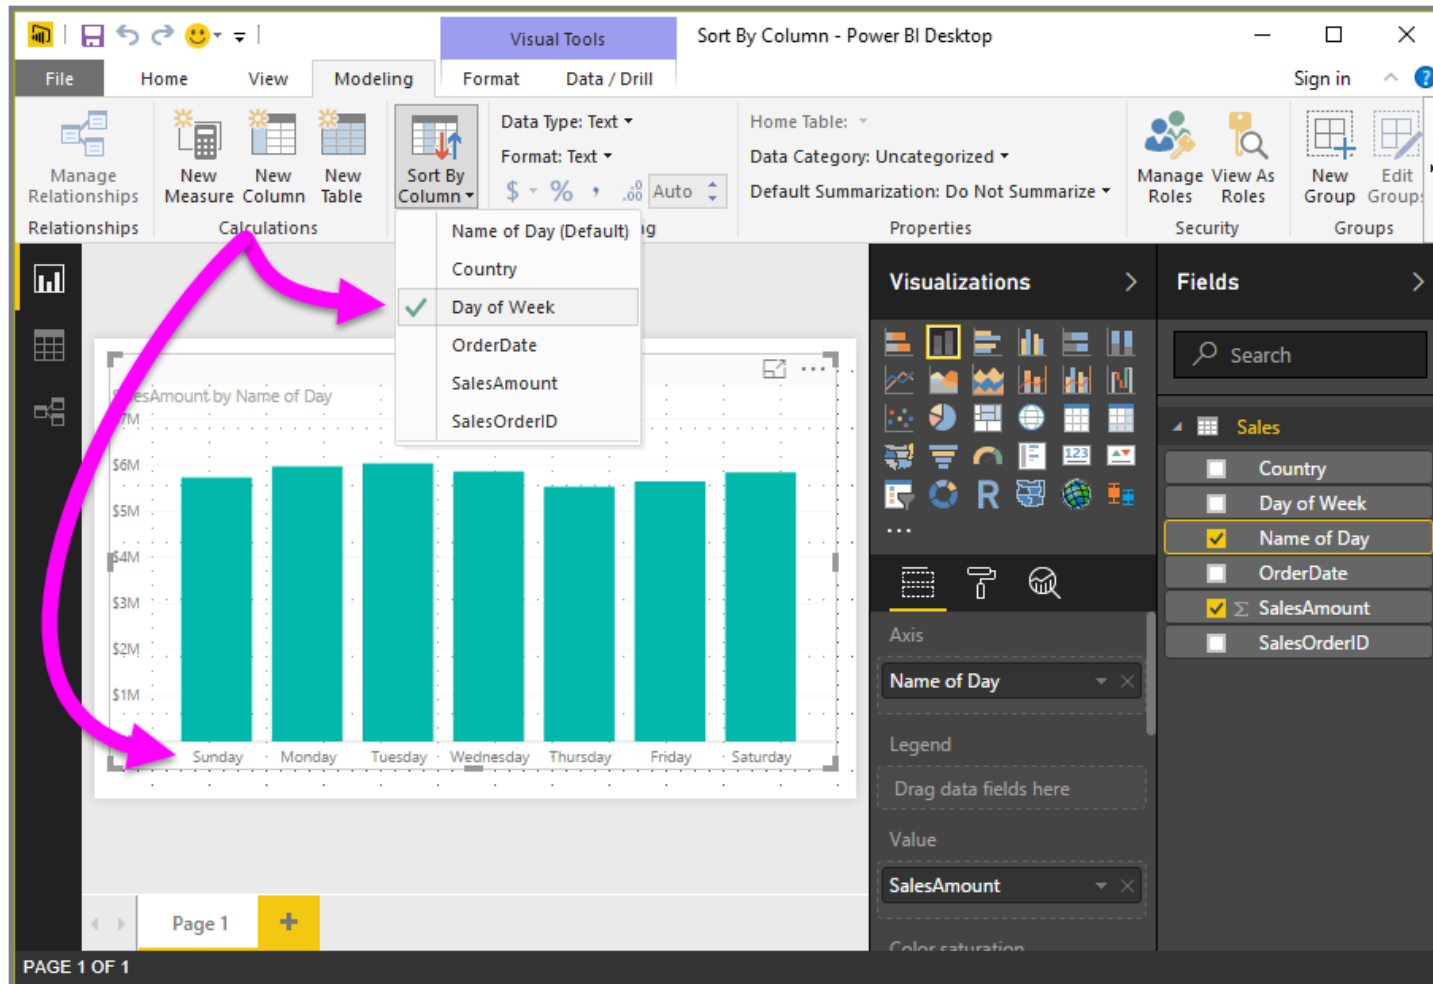 Visual Tools
Sort By Column - Power BI Desktop
File Home View Modeling Format Data / Drill Sign in ?
Manage Relationships
New Measure
New Column
New Table
Sort By Column
Data Type: Text
Format: Text
$ % , .00 Auto
Home Table:
Data Category: Uncategorized
Default Summarization: Do Not Summarize
Manage Roles
View As Roles
New Group
Edit
Relationships Calculations Properties Security Groups
Name of Day (Default)
Country
Day of Week
OrderDate
SalesAmount
SalesOrderID
Amount by Name of Day
$6M
$5M
$4M
$3M
$2M
$1M
Sunday Monday Tuesday Wednesday Thursday Friday Saturday
Visualizations
123
R
Axis
Name of Day
Legend
Drag data fields here
Value
SalesAmount
Color saturation
Fields
Search
Sales
Country
Day of Week
Name of Day
OrderDate
Σ SalesAmount
SalesOrderID
Page 1 +
PAGE 1 OF 1